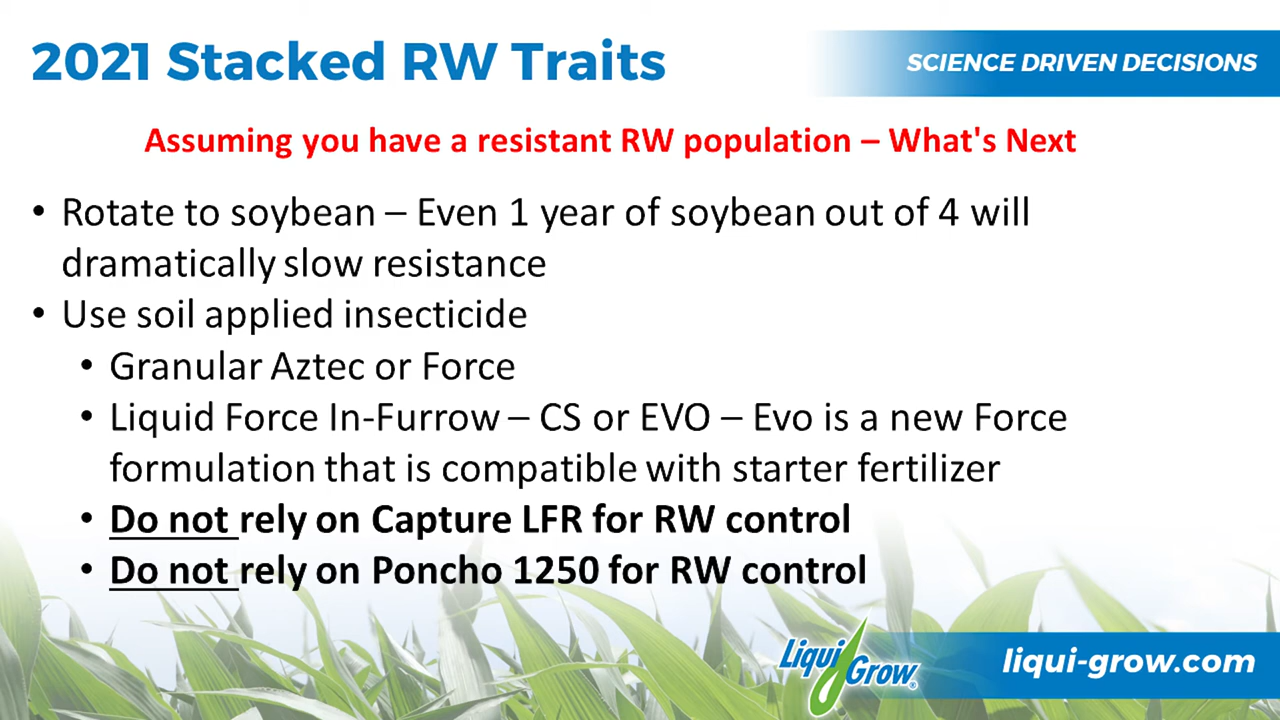 2021 Stacked RW Traits
SCIENCE DRIVEN DECISIONS
Assuming you have a resistant RW population – What's Next
• Rotate to soybean – Even 1 year of soybean out of 4 will
dramatically slow resistance
• Use soil applied insecticide
• Granular Aztec or Force
• Liquid Force In-Furrow – CS or EVO – Evo is a new Force
formulation that is compatible with starter fertilizer
• Do not rely on Capture LFR for RW control
• Do not rely on Poncho 1250 for RW control
Liqui Grow®
liqui-grow.com